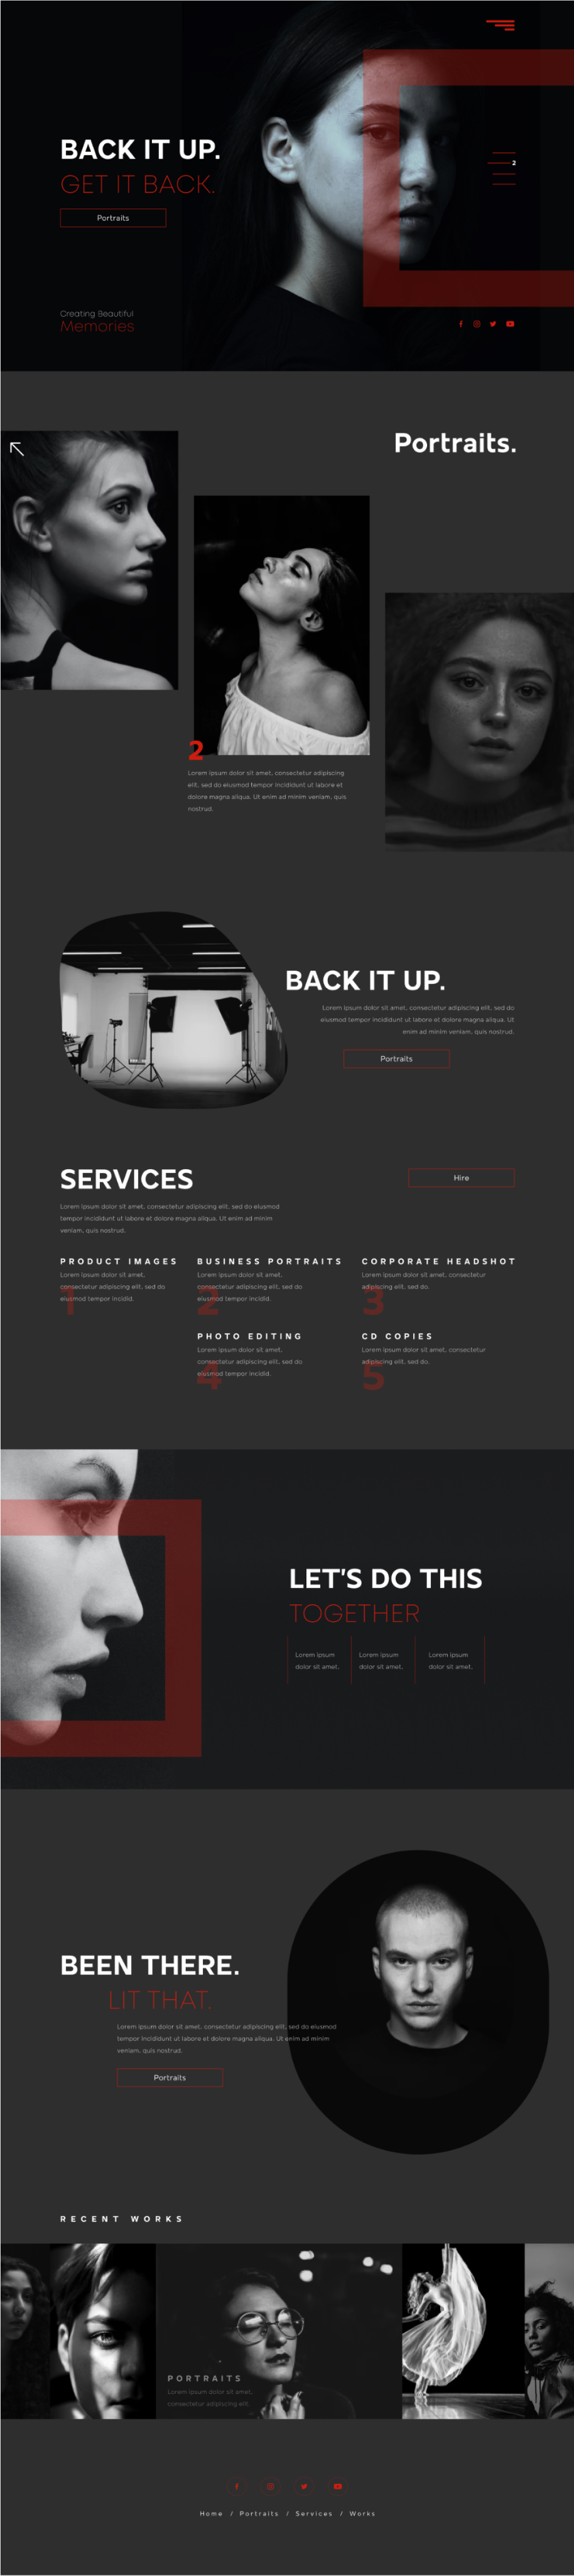 BACK IT UP.
GET IT BACK.
2
Portraits
Creating Beautiful
Memories
Portraits.
2
Lorem ipsum dolor sit amet, consectetur adipiscing
elit, sed do eiusmod tempor incididunt ut labore et
dolore magna aliqua. Ut enim ad minim veniam, quis
nostrud.
BACK IT UP.
Lorem ipsum dolor sit amet, consectetur adipiscing elit, sed do
eiusmod tempor incididunt ut labore et dolore magna aliqua. Ut
enim ad minim veniam, quis nostrud.
Portraits
SERVICES
Hire
Lorem ipsum dolor sit amet, consectetur adipiscing elit, sed do eiusmod
tempor incididunt ut labore et dolore magna aliqua. Ut enim ad minim
veniam, quis nostrud.
PRODUCT IMAGES
Lorem ipsum dolor sit amet,
consectetur adipiscing elit, sed do
eiusmod tempor incidid.
1
BUSINESS PORTRAITS
Lorem ipsum dolor sit amet,
consectetur adipiscing elit, sed do
eiusmod tempor incidid.
2
CORPORATE HEADSHOT
Lorem ipsum dolor sit amet, consectetur
adipiscing elit, sed do.
3
PHOTO EDITING
Lorem ipsum dolor sit amet,
consectetur adipiscing elit, sed do
eiusmod tempor incidid.
4
CD COPIES
Lorem ipsum dolor sit amet, consectetur
adipiscing elit, sed do.
5
LET'S DO THIS
TOGETHER
Lorem ipsum
dolor sit amet,
Lorem ipsum
dolor sit amet,
Lorem ipsum
dolor sit amet,
BEEN THERE.
LIT THAT.
Lorem ipsum dolor sit amet, consectetur adipiscing elit, sed do eiusmod
tempor incididunt ut labore et dolore magna aliqua. Ut enim ad minim
veniam, quis nostrud.
Portraits
RECENT WORKS
PORTRAITS
Lorem ipsum dolor sit amet,
consectetur adipiscing elit.
Home / Portraits / Services / Works